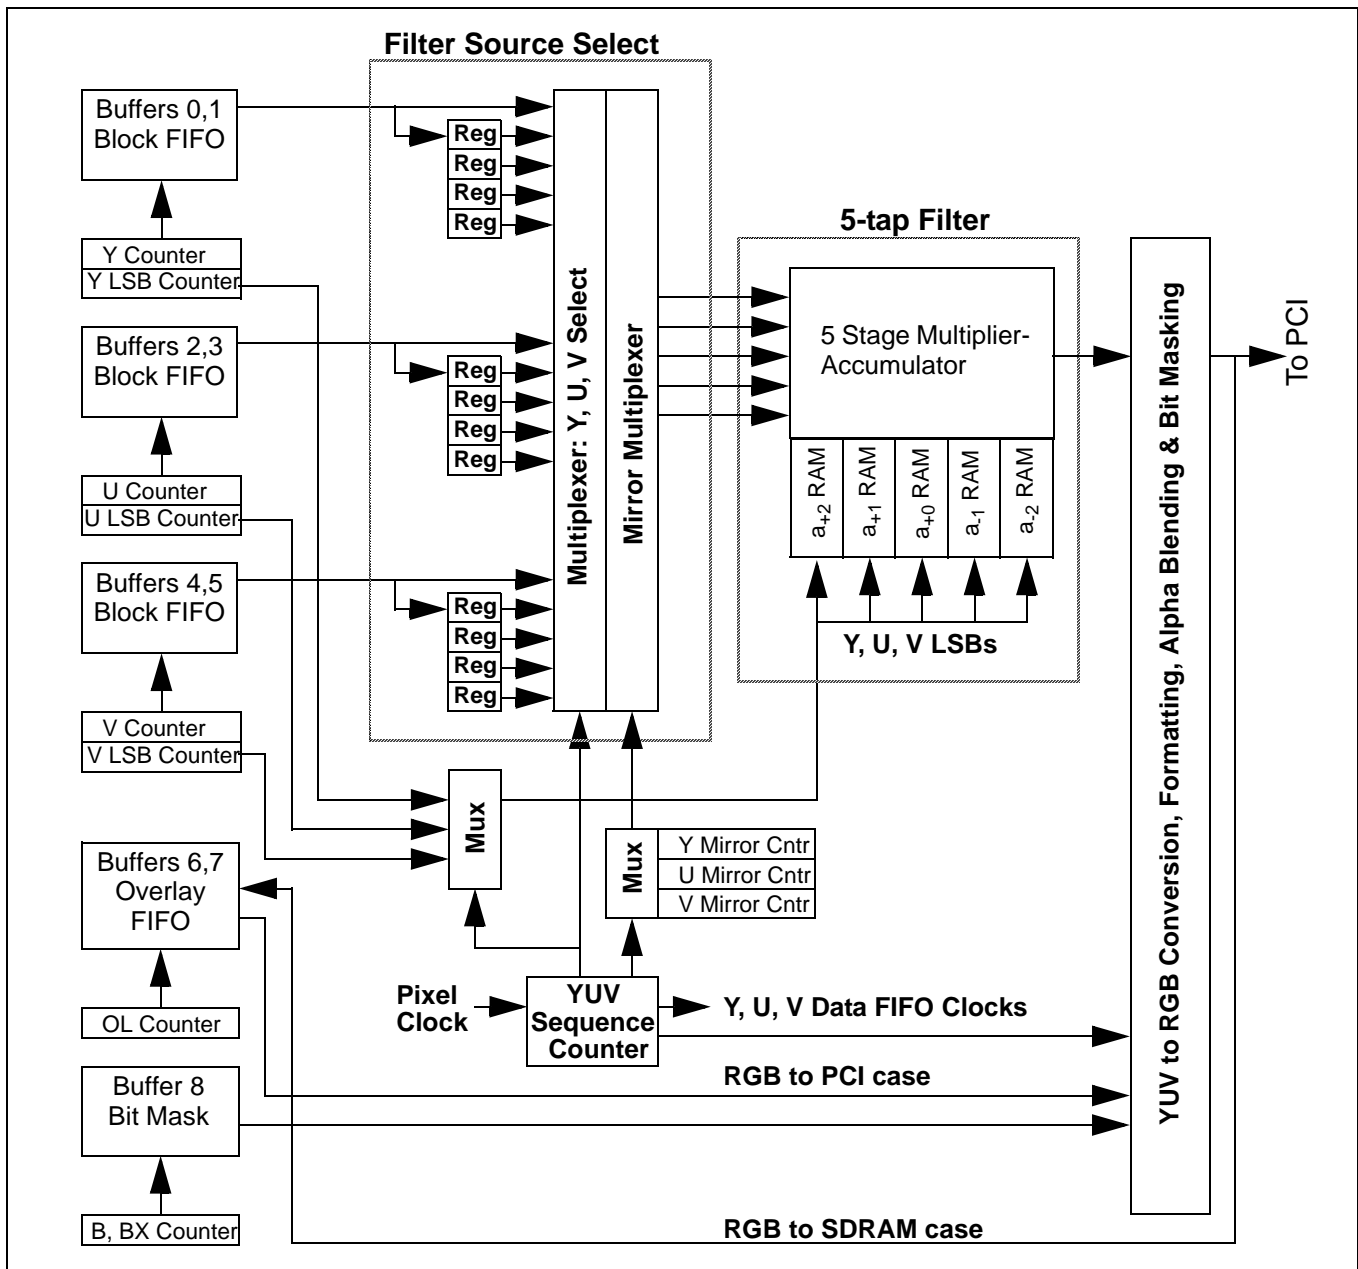 Filter Source Select
Buffers 0,1
Block FIFO
Reg
Reg
Reg
Reg
Y Counter
Y LSB Counter
Buffers 2,3
Block FIFO
Reg
Reg
Reg
Reg
U Counter
U LSB Counter
Buffers 4,5
Block FIFO
Reg
Reg
Reg
Reg
V Counter
V LSB Counter
Multiplexer: Y, U, V Select
Mirror Multiplexer
5-tap Filter
5 Stage Multiplier-
Accumulator
a+2 RAM
a+1 RAM
a+0 RAM
a-1 RAM
a-2 RAM
Y, U, V LSBs
YUV to RGB Conversion, Formatting, Alpha Blending & Bit Masking
To PCI
Mux
Mux
Y Mirror Cntr
U Mirror Cntr
V Mirror Cntr
Buffers 6,7
Overlay
FIFO
OL Counter
Pixel
Clock
YUV
Sequence
Counter
Y, U, V Data FIFO Clocks
RGB to PCI case
Buffer 8
Bit Mask
B, BX Counter
RGB to SDRAM case